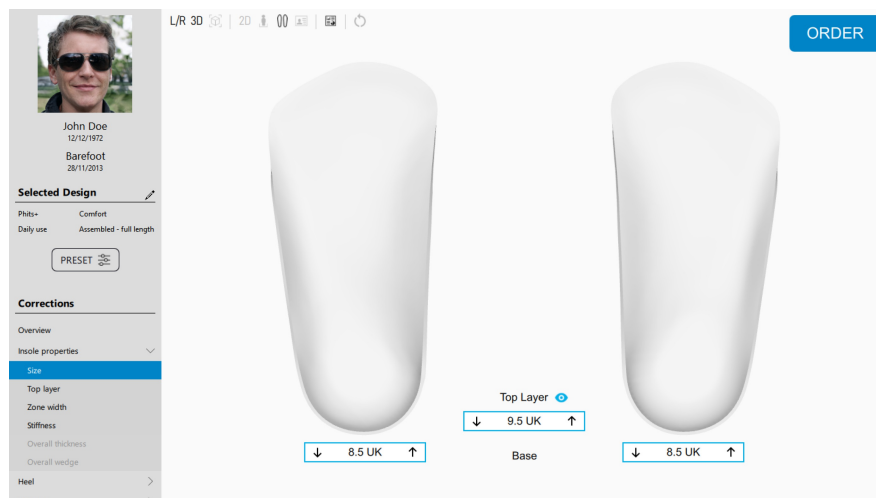 L/R 3D 2D
ORDER
John Doe
12/12/1972
Barefoot
28/11/2013
Selected Design
Phits+ Comfort
Daily use Assembled - full length
PRESET
Corrections
Overview
Insole properties
Size
Top layer
Zone width
Stiffness
Overall thickness
Overall wedge
Heel
Top Layer
9.5 UK
8.5 UK
Base
8.5 UK